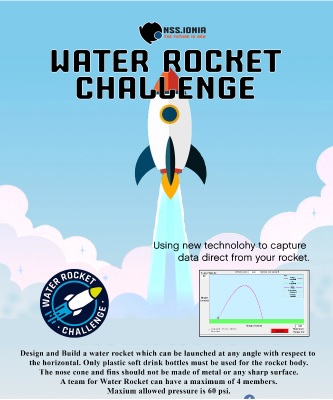 NSS.IONIA
THE FUTURE IS NOW
WATER ROCKET
CHALLENGE
Using new technolohy to capture
data direct from your rocket.
WATER ROCKET
CHALLENGE
Design and Build a water rocket which can be launched at any angle with respect to
the horizontal. Only plastic soft drink bottles must be used for the rocket body.
The nose cone and fins should not be made of metal or any sharp surface.
A team for Water Rocket can have a maximum of 4 members.
Maxium allowed pressure is 60 psi.